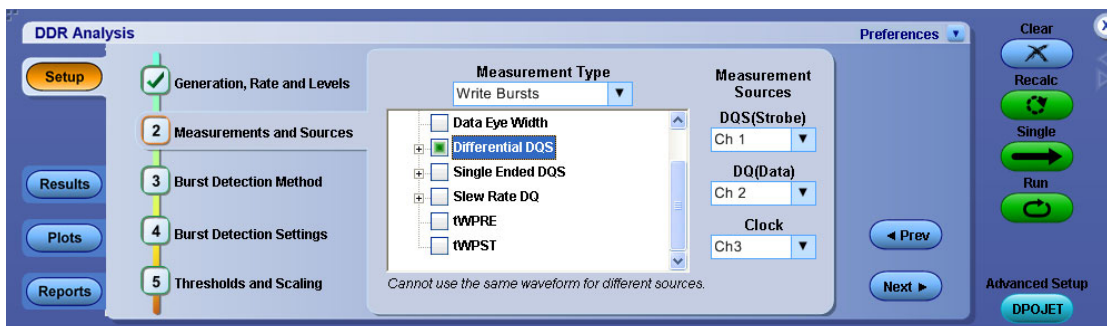 DDR Analysis
Preferences
Setup
Results
Plots
Reports
Generation, Rate and Levels
2 Measurements and Sources
3 Burst Detection Method
4 Burst Detection Settings
5 Thresholds and Scaling
Measurement Type
Write Bursts
Data Eye Width
Differential DQS
Single Ended DQS
Slew Rate DQ
tWPRE
tWPST
Cannot use the same waveform for different sources.
Measurement
Sources
DQS(Strobe)
Ch 1
DQ(Data)
Ch 2
Clock
Ch3
Prev
Next
Clear
Recalc
Single
Run
Advanced Setup
DPOJET